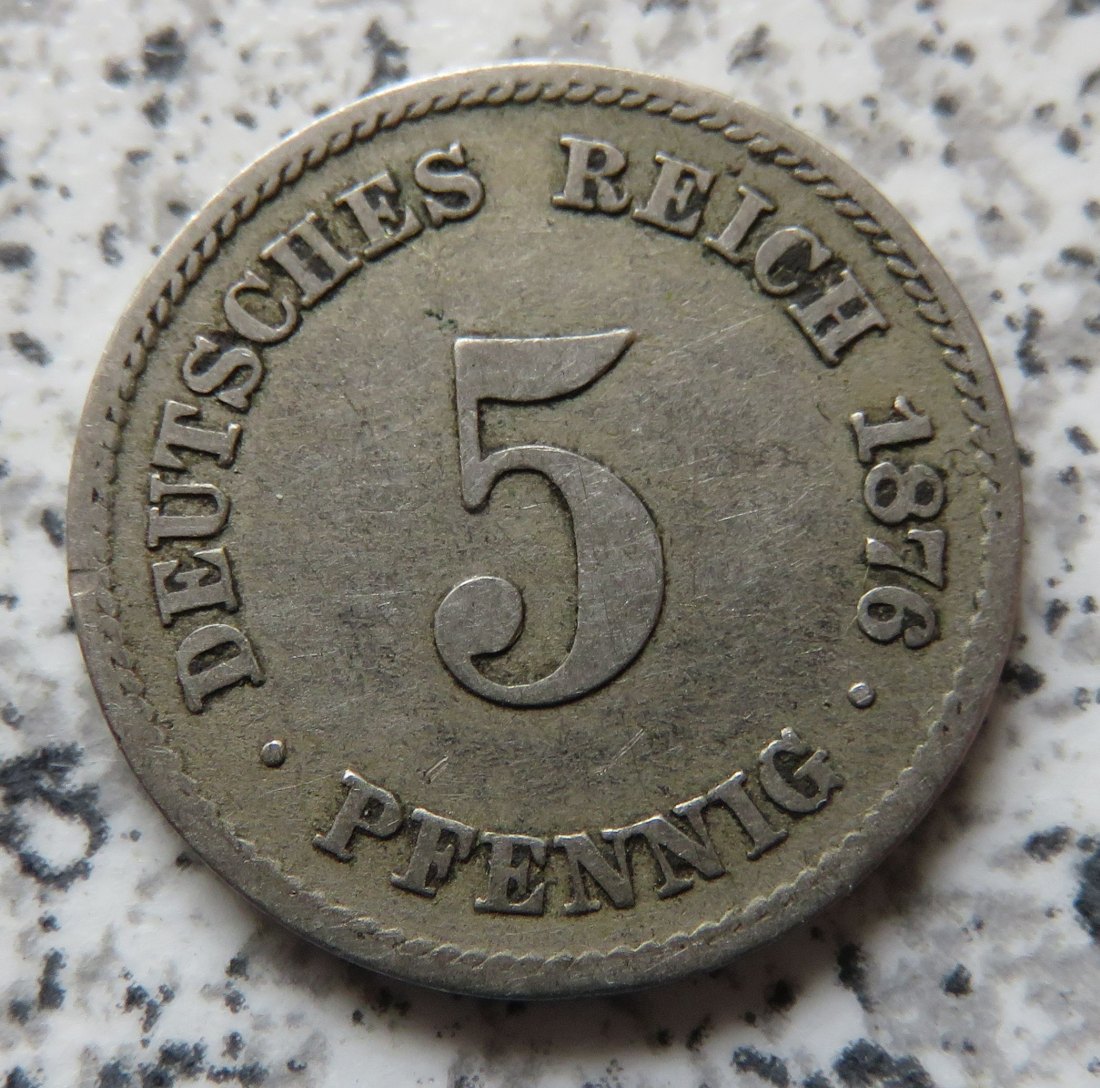 DEUTSCHES REICH 1876
5
· PFENNIG ·